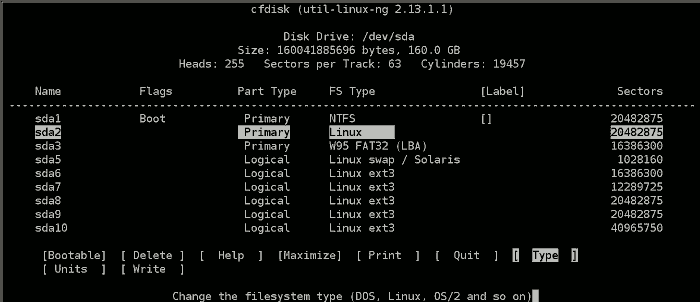 cfdisk (util-linux-ng 2.13.1.1)
Disk Drive: /dev/sda
Size: 160041885696 bytes, 160.0 GB
Heads: 255   Sectors per Track: 63   Cylinders: 19457
Name   Flags   Part Type   FS Type   [Label]   Sectors
sda1   Boot   Primary   NTFS   []   20482875
sda2   Primary   Linux   20482875
sda3   Primary   W95 FAT32 (LBA)   16386300
sda5   Logical   Linux swap / Solaris   1028160
sda6   Logical   Linux ext3   16386300
sda7   Logical   Linux ext3   12289725
sda8   Logical   Linux ext3   20482875
sda9   Logical   Linux ext3   20482875
sda10   Logical   Linux ext3   40965750
[Bootable]  [ Delete ]  [  Help  ]  [Maximize]  [ Print  ]  [  Quit  ]  [  Type  ]
[ Units  ]  [ Write  ]
Change the filesystem type (DOS, Linux, OS/2 and so on)